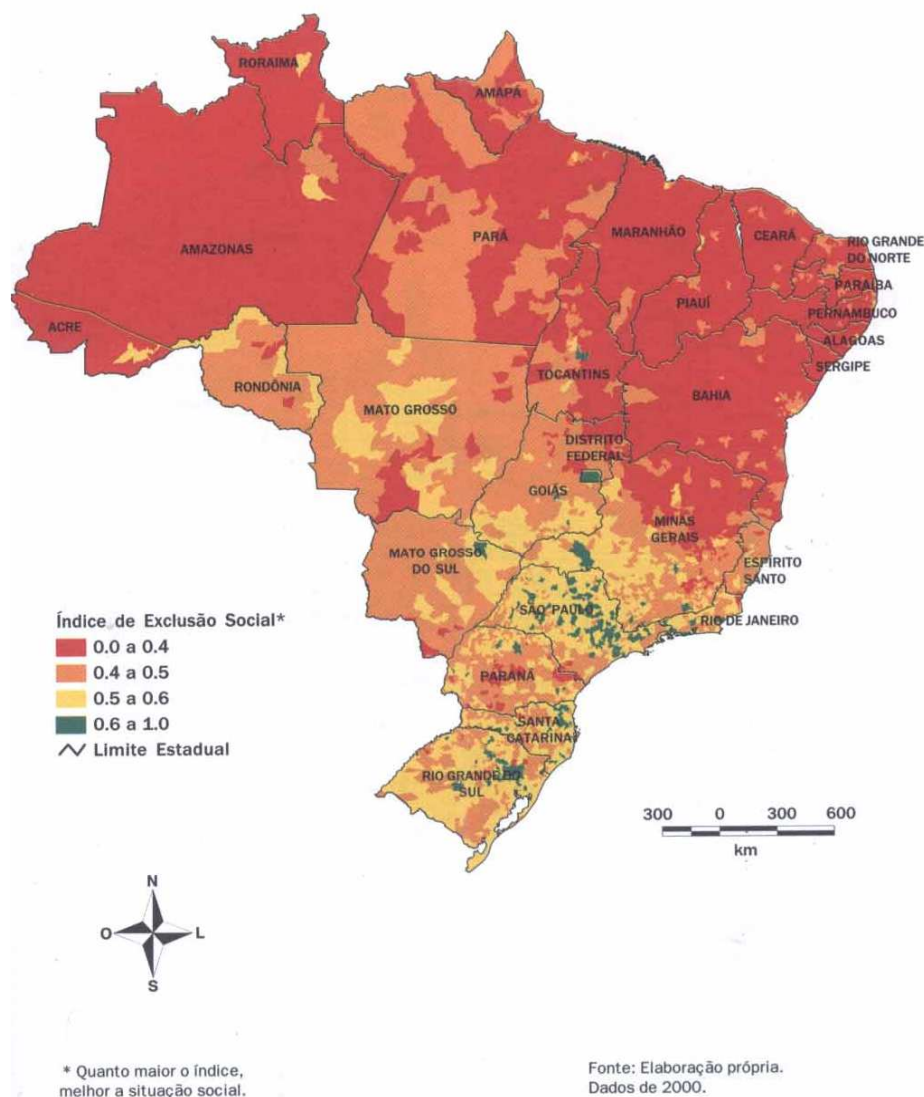 RORAIMA
AMAPÁ
AMAZONAS
PARÁ
MARANHÃO
CEARÁ
RIO GRANDE
DO NORTE
PARAÍBA
PIAUÍ
PERNAMBUCO
ACRE
ALAGOAS
SERGIPE
TOCANTINS
RONDÔNIA
BAHIA
MATO GROSSO
DISTRITO
FEDERAL
GOIÁS
MINAS
GERAIS
MATO GROSSO
DO SUL
ESPÍRITO
SANTO
SÃO PAULO
RIO DE JANEIRO
PARANÁ
SANTA
CATARINA
RIO GRANDE DO
SUL
Índice de Exclusão Social*
0.0 a 0.4
0.4 a 0.5
0.5 a 0.6
0.6 a 1.0
Limite Estadual
300 0 300 600
km
N
O L
S
* Quanto maior o índice,
melhor a situação social.
Fonte: Elaboração própria.
Dados de 2000.